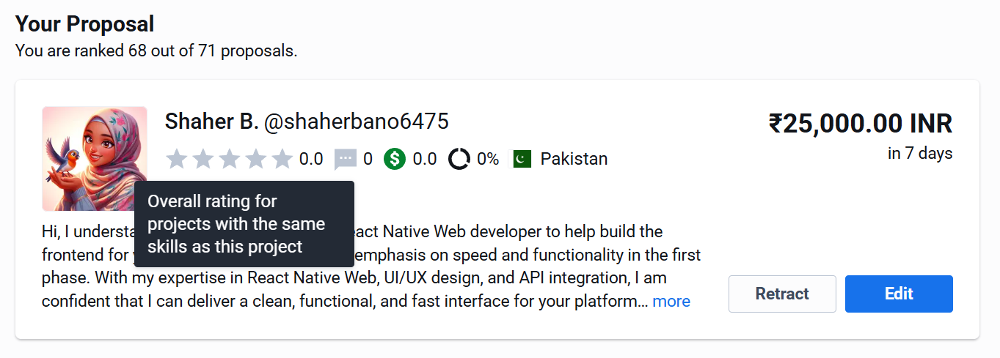 Your Proposal
You are ranked 68 out of 71 proposals.
Shaher B. @shaherbano6475
₹25,000.00 INR
0.0 0 0.0 0% Pakistan
in 7 days
Overall rating for
projects with the same
skills as this project
Hi, I understa act Native Web developer to help build the
frontend for emphasis on speed and functionality in the first
phase. With my expertise in React Native Web, UI/UX design, and API integration, I am
confident that I can deliver a clean, functional, and fast interface for your platform... more
Retract
Edit